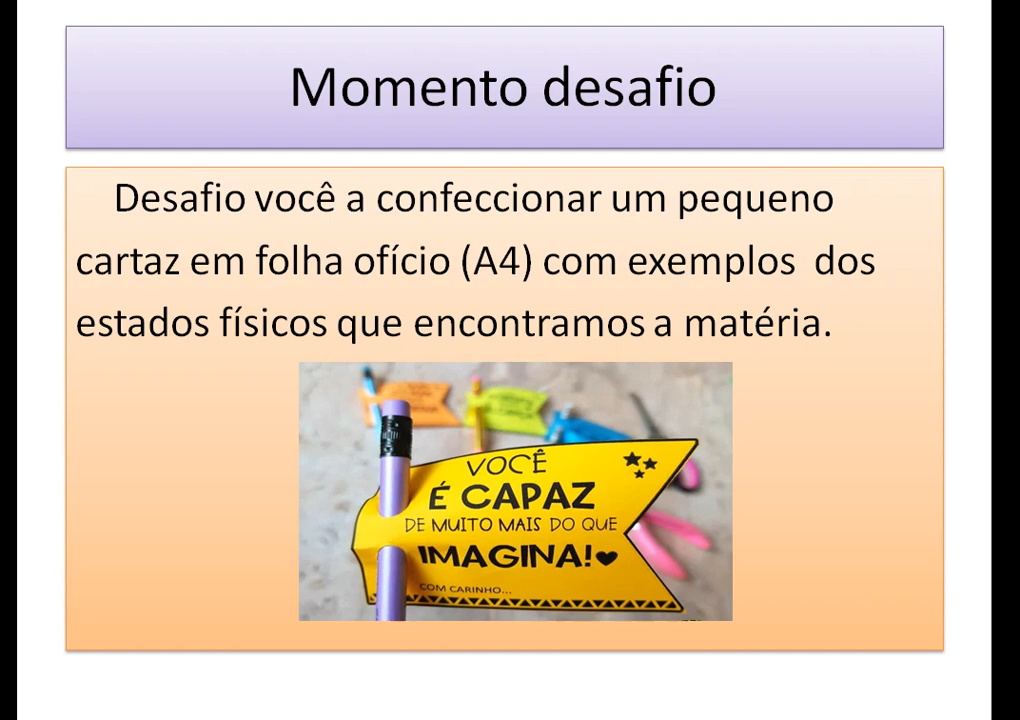 Momento desafio
Desafio você a confeccionar um pequeno
cartaz em folha ofício (A4) com exemplos  dos
estados físicos que encontramos a matéria.
VOCÊ
É CAPAZ
DE MUITO MAIS DO QUE
IMAGINA!
COM CARINHO...